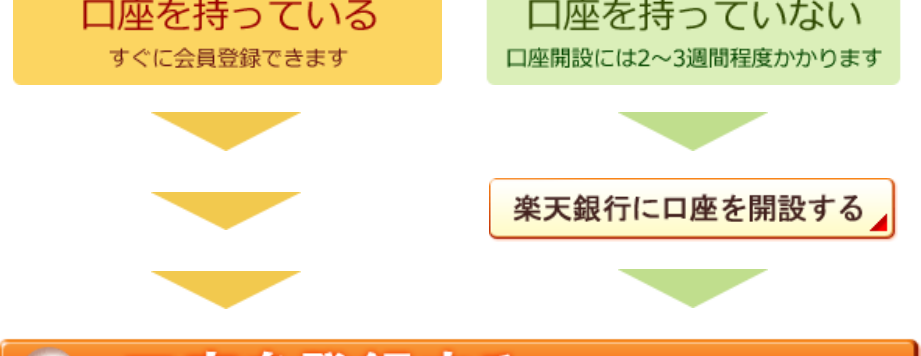 口座を持っている
すぐに会員登録できます
口座を持っていない
口座開設には2〜3週間程度かかります
楽天銀行に口座を開設する